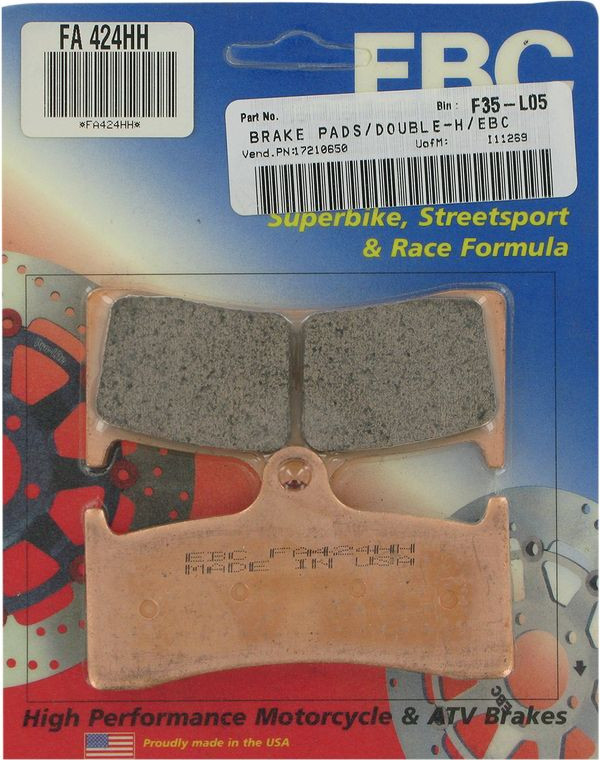 FA 424HH
*FA424HH*
EBC
Part No.
Bin: F35-L05
BRAKE PADS/DOUBLE-H/EBC
Vend.PN:17210650 UofM: I11269
Superbike, Streetsport
& Race Formula
EBC FA424HH
MADE IN USA
EBC
High Performance Motorcycle & ATV Brakes
Proudly made in the USA